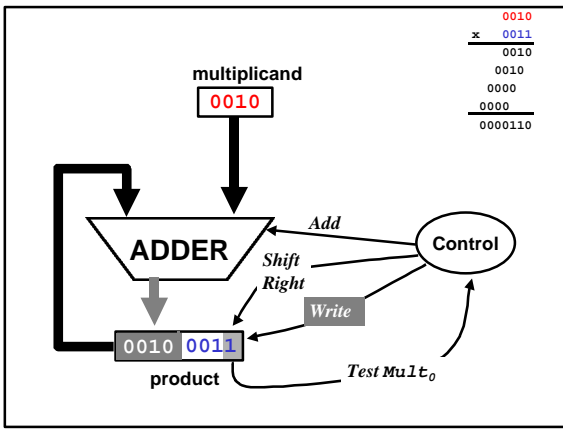 0010
x 0011
0010
0010
0000
0000
0000110
multiplicand
0010
ADDER
Add
Control
Shift
Right
Write
0010 0011
product
Test Mult0